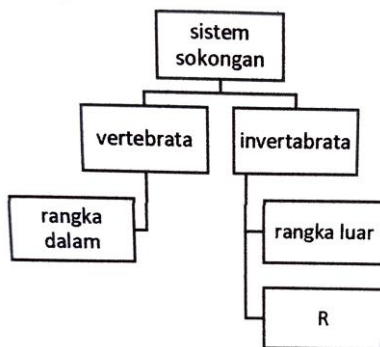 sistem
sokongan
vertebrata
invertabrata
rangka
dalam
rangka luar
R